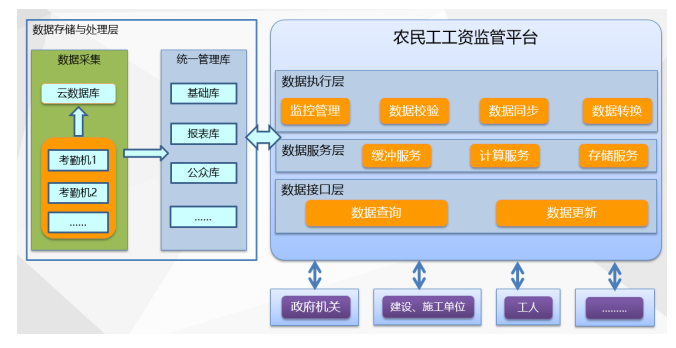 数据存储与处理层
数据采集
云数据库
考勤机1
考勤机2
......
统一管理库
基础库
报表库
公众库
......
农民工工资监管平台
数据执行层
监控管理
数据校验
数据同步
数据转换
数据服务层
缓冲服务
计算服务
存储服务
数据接口层
数据查询
数据更新
政府机关
建设、施工单位
工人
.........